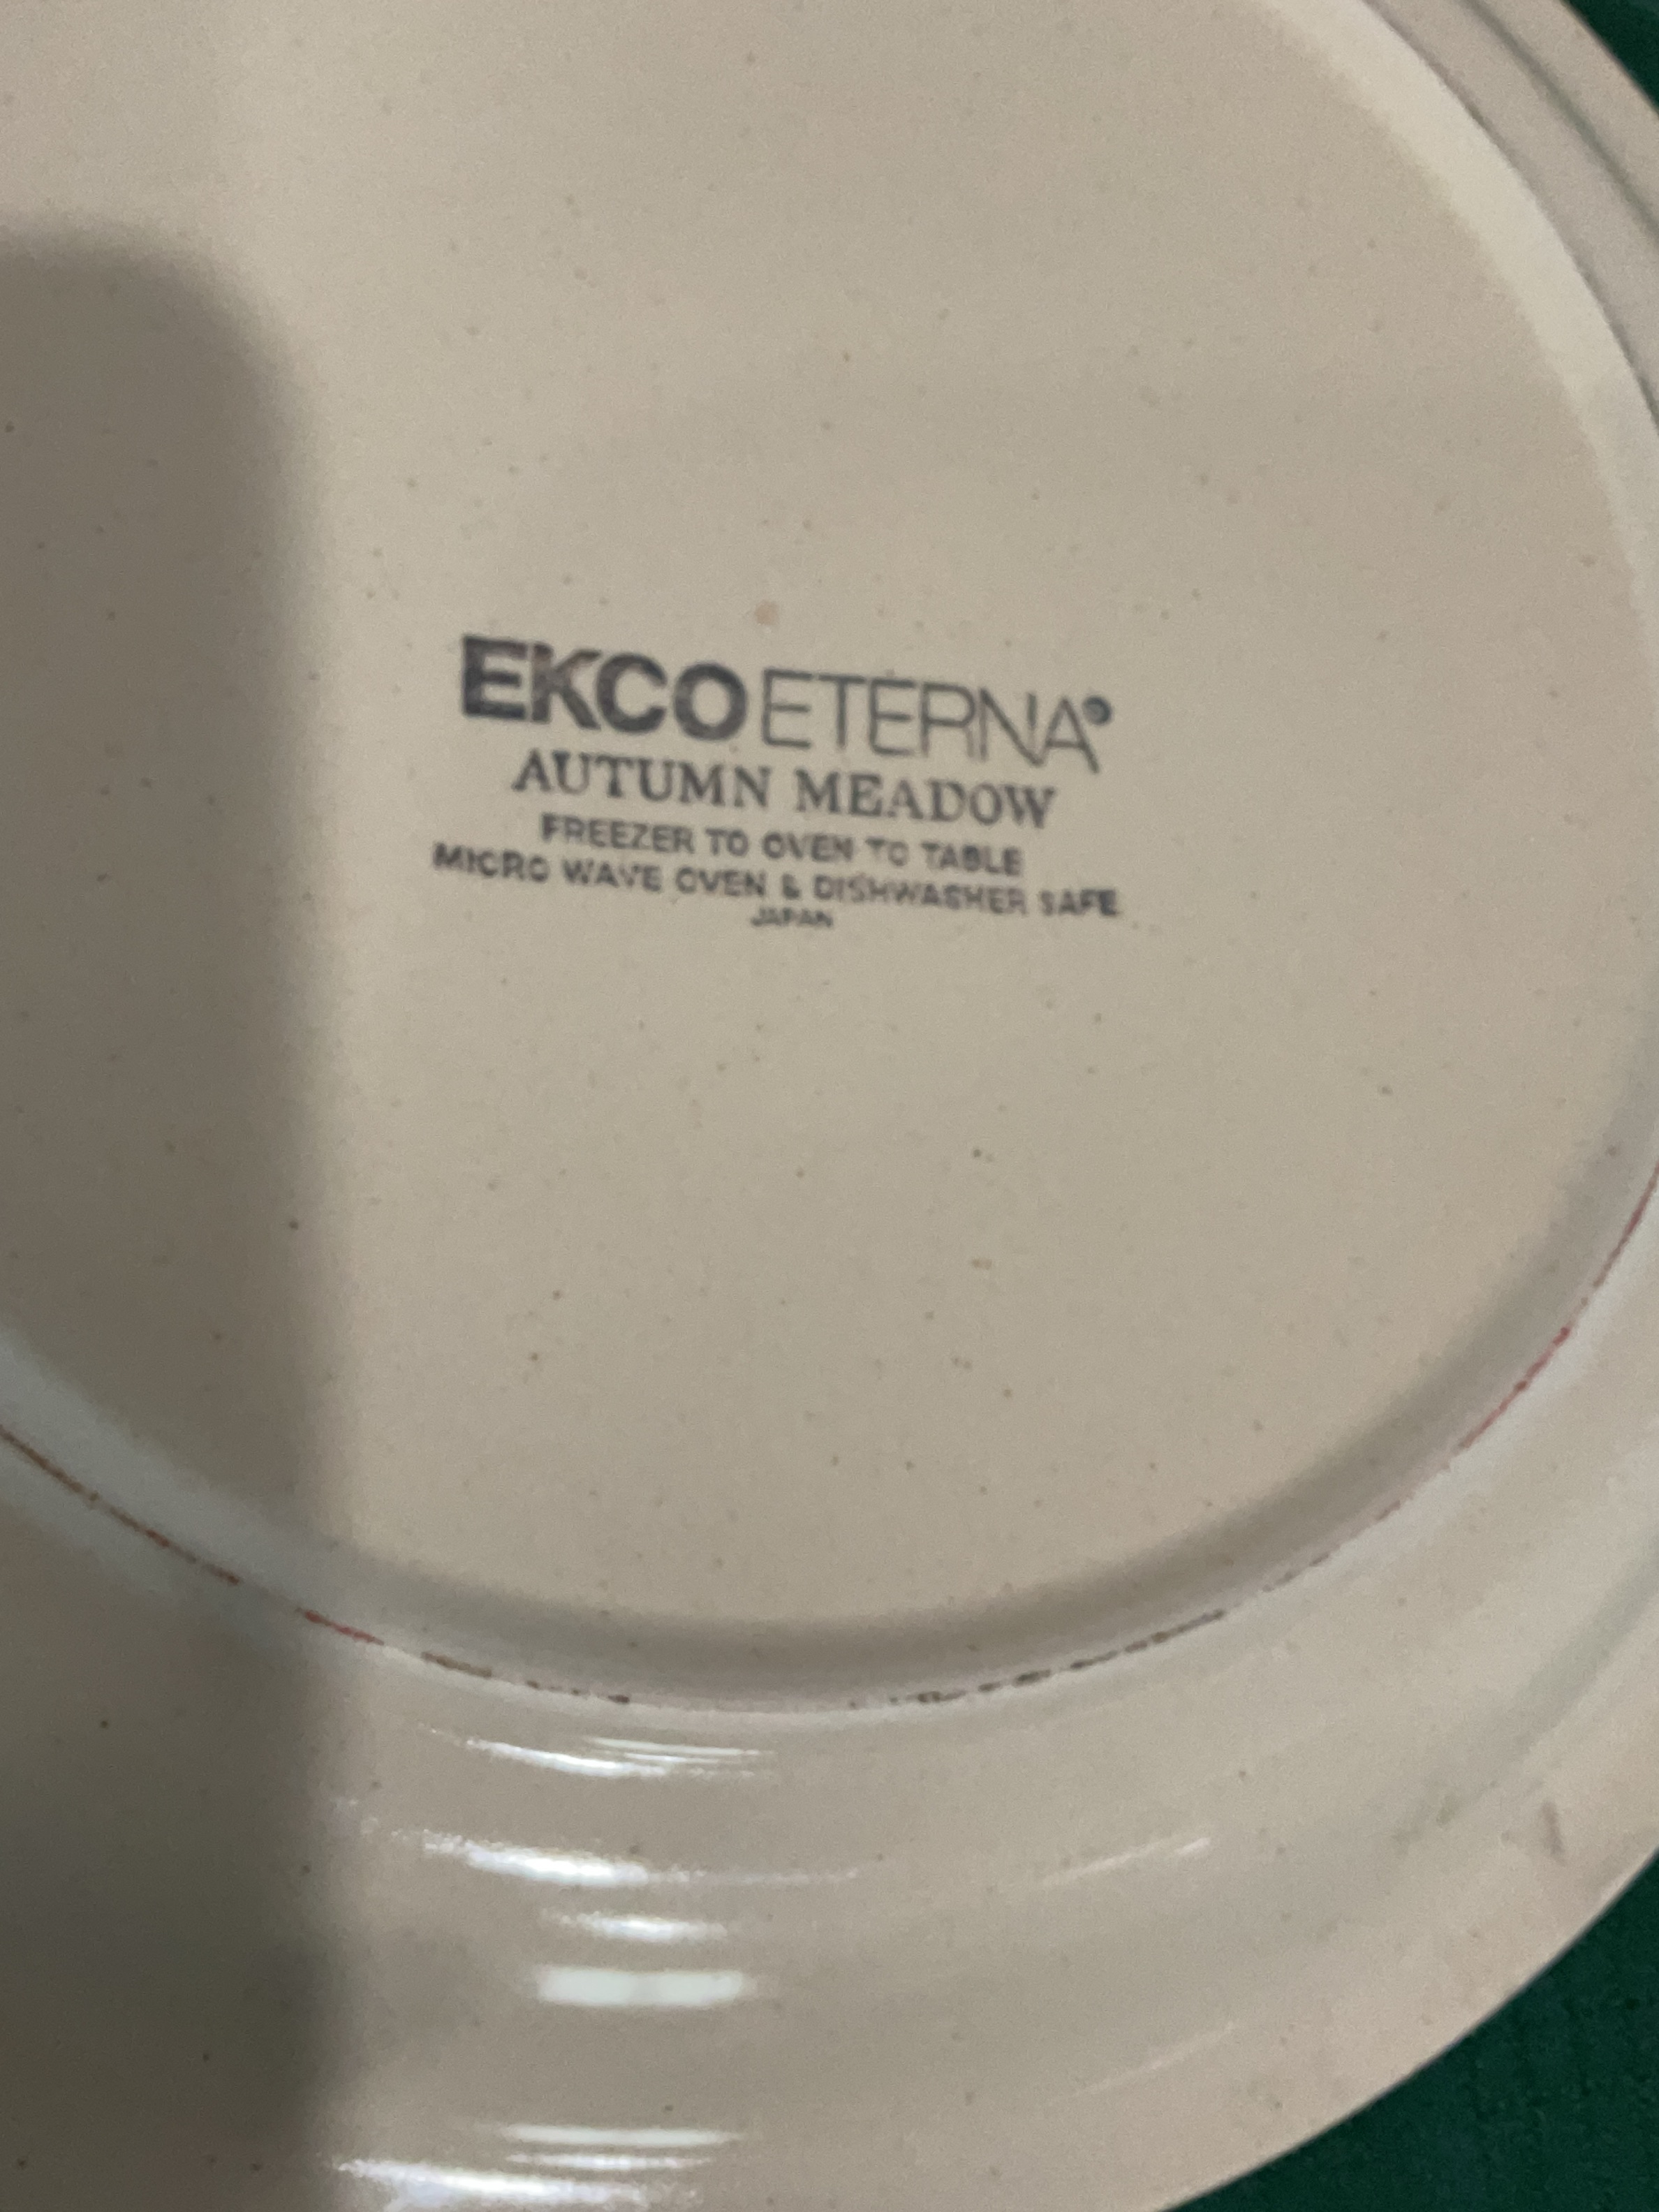 EKCO ETERNA®
AUTUMN MEADOW
FREEZER TO OVEN TO TABLE
MICRO WAVE OVEN & DISHWASHER SAFE
JAPAN